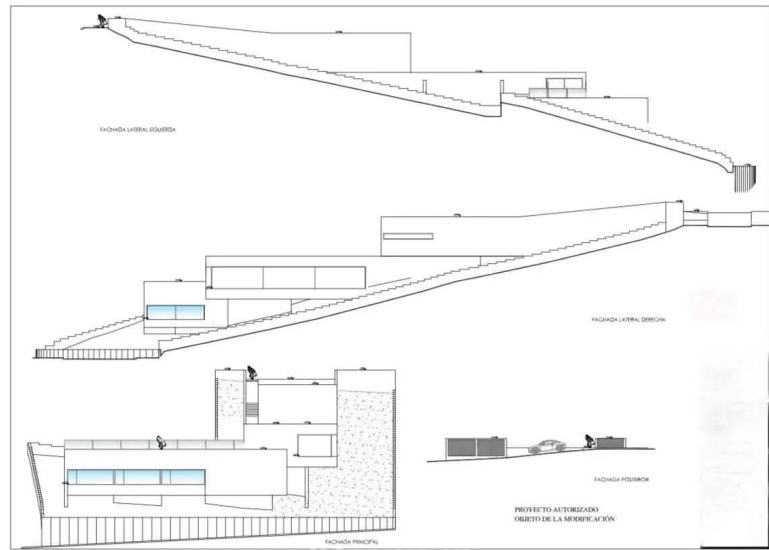 FACHADA LATERAL IZQUIERDA
FACHADA LATERAL DERECHA
FACHADA POSTERIOR
PROYECTO AUTORIZADO
OBJETO DE LA MODIFICACIÓN
FACHADA PRINCIPAL